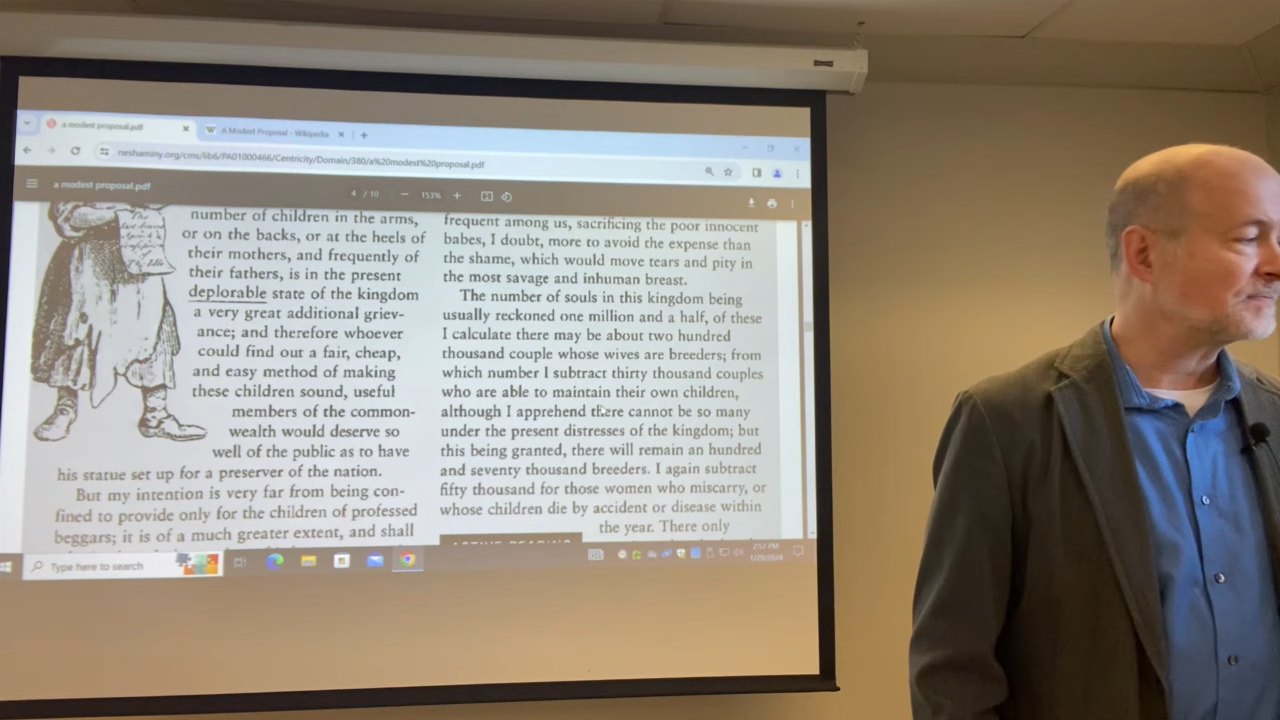 a modest proposal.pdf
A Modest Proposal - Wikipedia
neshaminy.org/cms/lib6/PA01000466/Centricity/Domain/380/a%20modest%20proposal.pdf
a modest proposal.pdf
4 / 10
153%
number of children in the arms,
or on the backs, or at the heels of
their mothers, and frequently of
their fathers, is in the present
deplorable state of the kingdom
a very great additional griev-
ance; and therefore whoever
could find out a fair, cheap,
and easy method of making
these children sound, useful
members of the common-
wealth would deserve so
well of the public as to have
his statue set up for a preserver of the nation.
But my intention is very far from being con-
fined to provide only for the children of professed
beggars; it is of a much greater extent, and shall
frequent among us, sacrificing the poor innocent
babes, I doubt, more to avoid the expense than
the shame, which would move tears and pity in
the most savage and inhuman breast.
The number of souls in this kingdom being
usually reckoned one million and a half, of these
I calculate there may be about two hundred
thousand couple whose wives are breeders; from
which number I subtract thirty thousand couples
who are able to maintain their own children,
although I apprehend there cannot be so many
under the present distresses of the kingdom; but
this being granted, there will remain an hundred
and seventy thousand breeders. I again subtract
fifty thousand for those women who miscarry, or
whose children die by accident or disease within
the year. There only
Type here to search
2:57 PM
1/29/2024